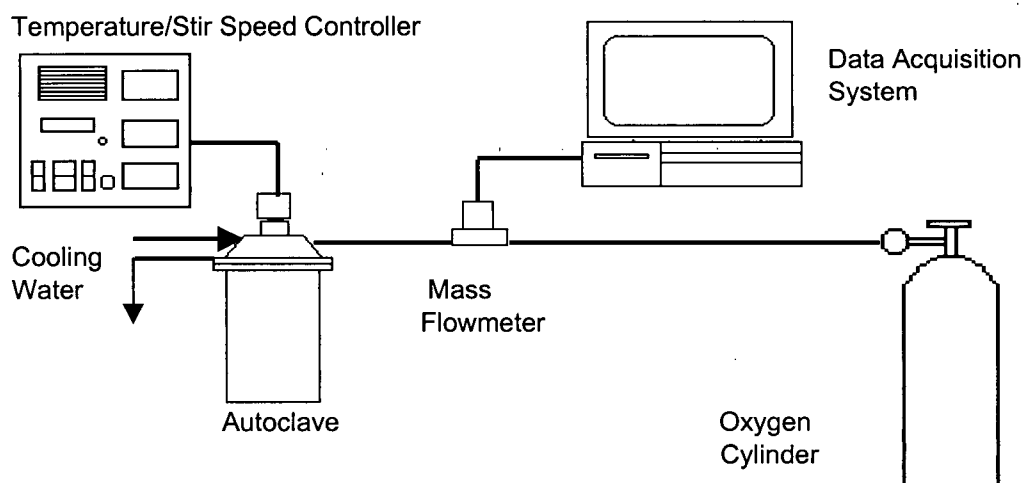 Temperature/Stir Speed Controller
Data Acquisition
System
Cooling
Water
Mass
Flowmeter
Autoclave
Oxygen
Cylinder